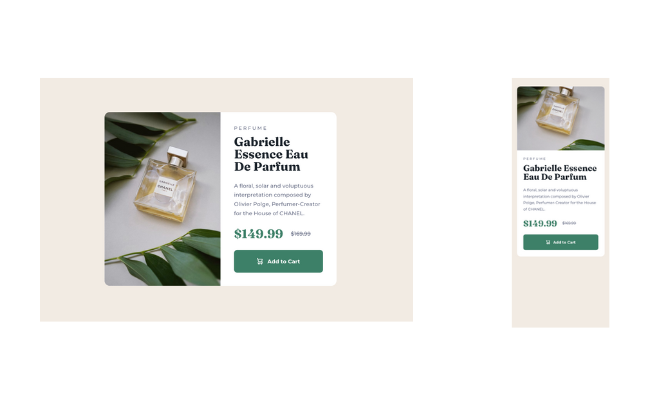 PERFUME
Gabrielle
Essence Eau
De Parfum
A floral, solar and voluptuous
interpretation composed by
Olivier Polge, Perfumer-Creator
for the House of CHANEL.
$149.99 $169.99
Add to Cart
CHANEL
PERFUME
Gabrielle Essence
Eau De Parfum
A floral, solar and voluptuous
interpretation composed by Olivier
Polge, Perfumer-Creator for the House
of CHANEL.
$149.99 $169.99
Add to Cart